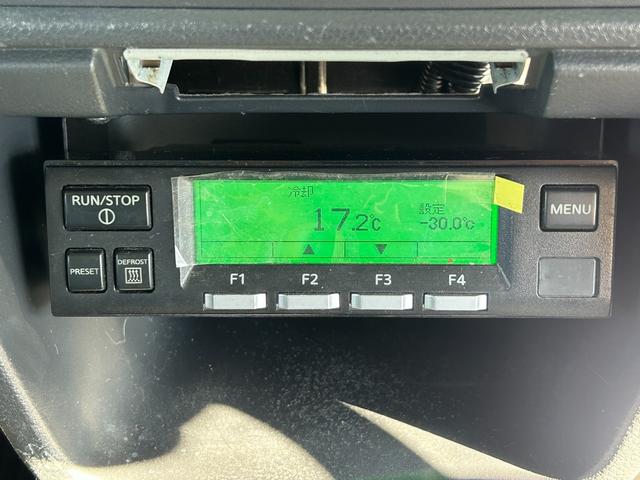 RUN/STOP
冷却
17.2℃
設定
-30.0℃
MENU
PRESET
DEFROST
▲
▼
F1
F2
F3
F4